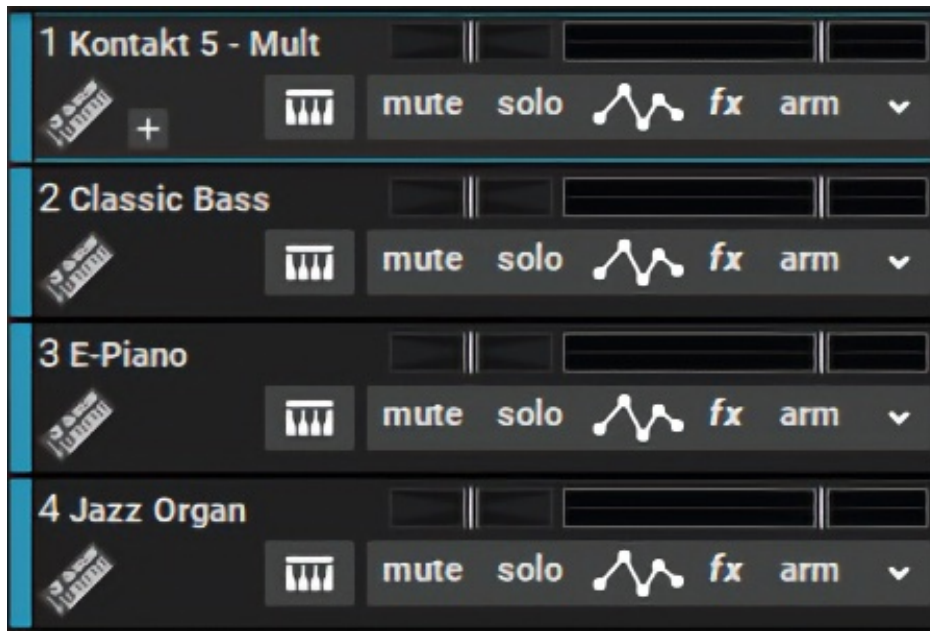 1 Kontakt 5 - Mult
+ mute solo fx arm
2 Classic Bass
mute solo fx arm
3 E-Piano
mute solo fx arm
4 Jazz Organ
mute solo fx arm